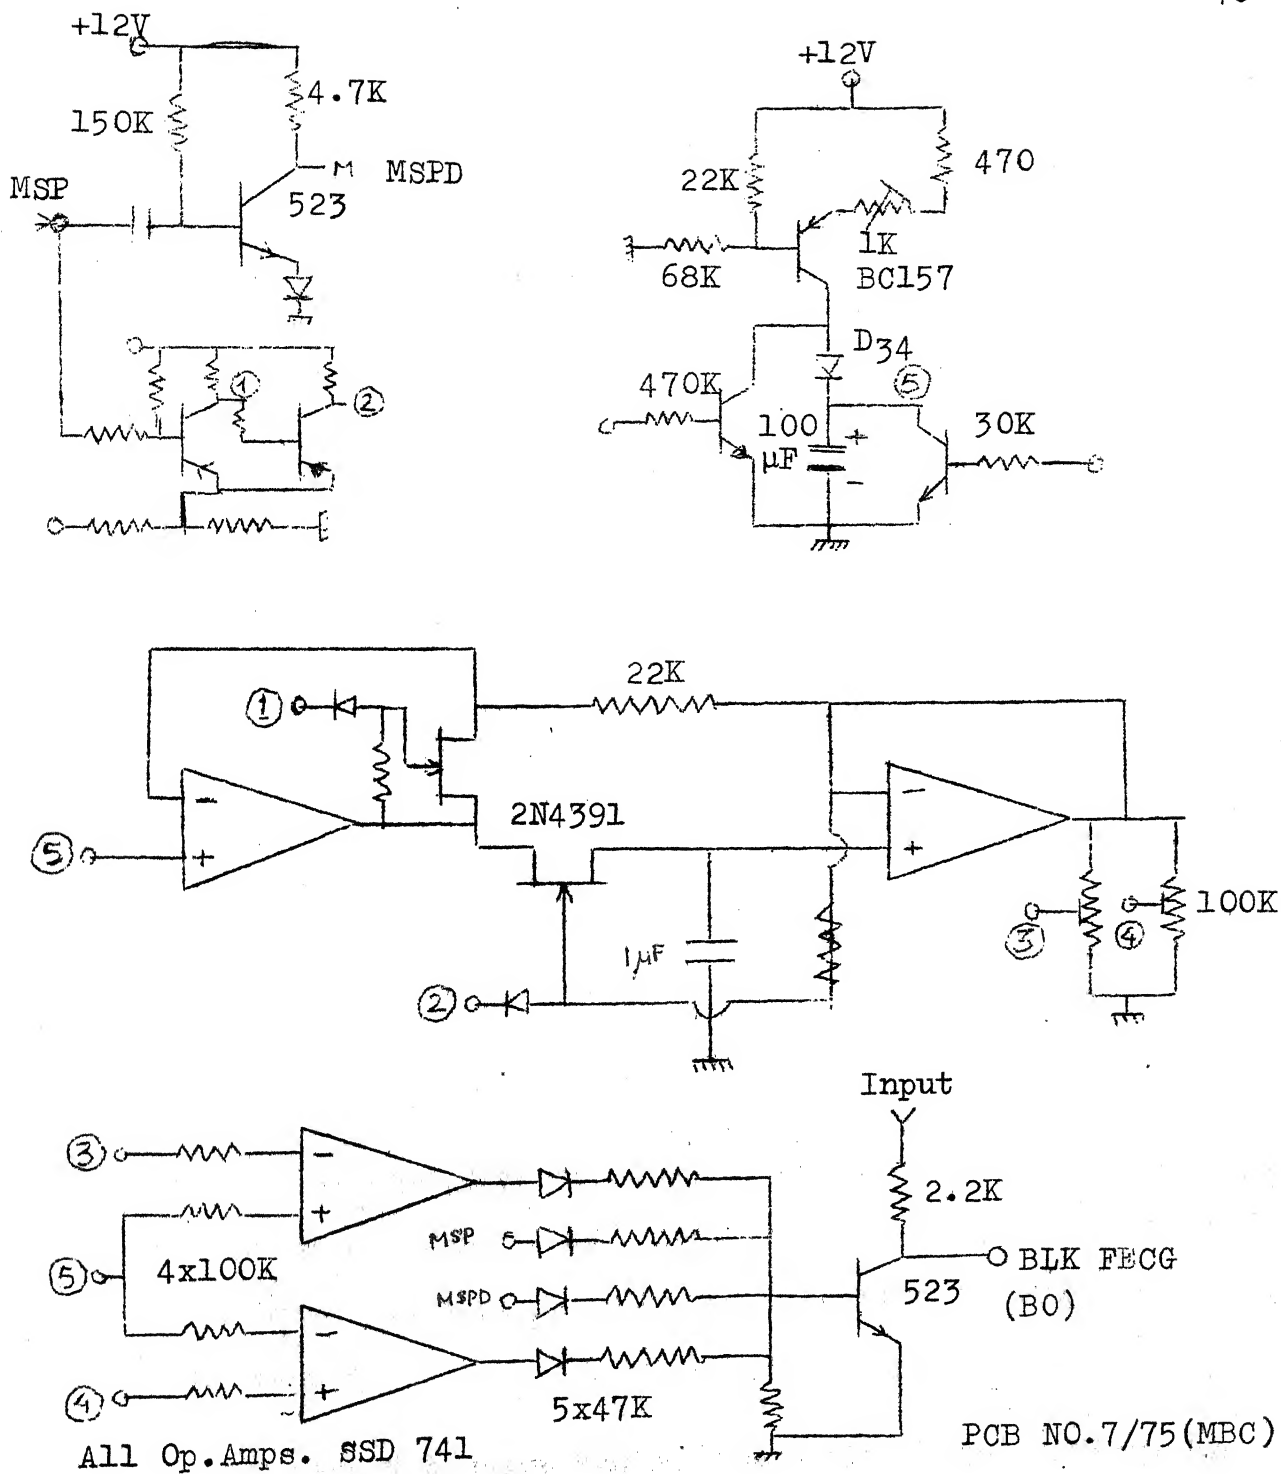 +12V
4.7K
150K
M MSPD
MSP
523
①
②
+12V
470
22K
1K
68K
BC157
D34
⑤
470K
100
µF
+
-
30K
22K
①
2N4391
-
+
⑤
-
+
③
④
100K
1µF
②
Input
③
-
+
2.2K
MSP
⑤
4x100K
BLK FECG
MSPD
523
(BO)
-
+
④
5x47K
All Op.Amps. SSD 741
PCB NO.7/75(MBC)